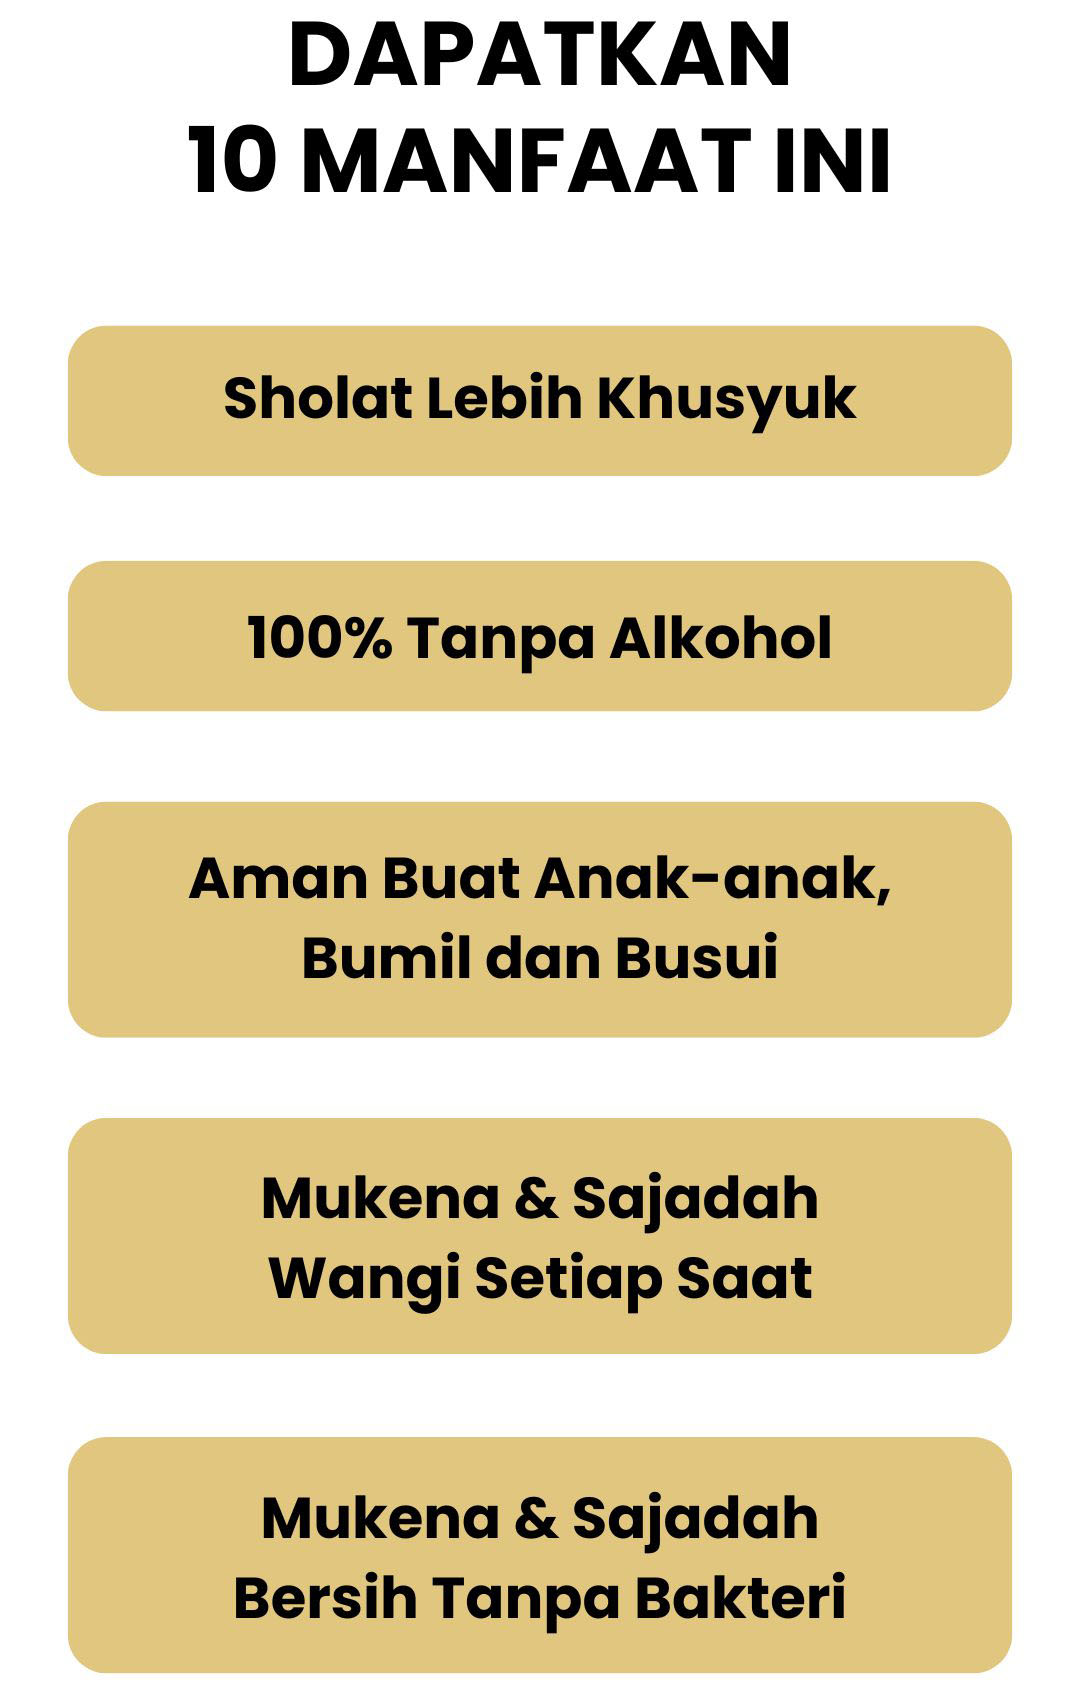 DAPATKAN
10 MANFAAT INI
Sholat Lebih Khusyuk
100% Tanpa Alkohol
Aman Buat Anak-anak,
Bumil dan Busui
Mukena & Sajadah
Wangi Setiap Saat
Mukena & Sajadah
Bersih Tanpa Bakteri